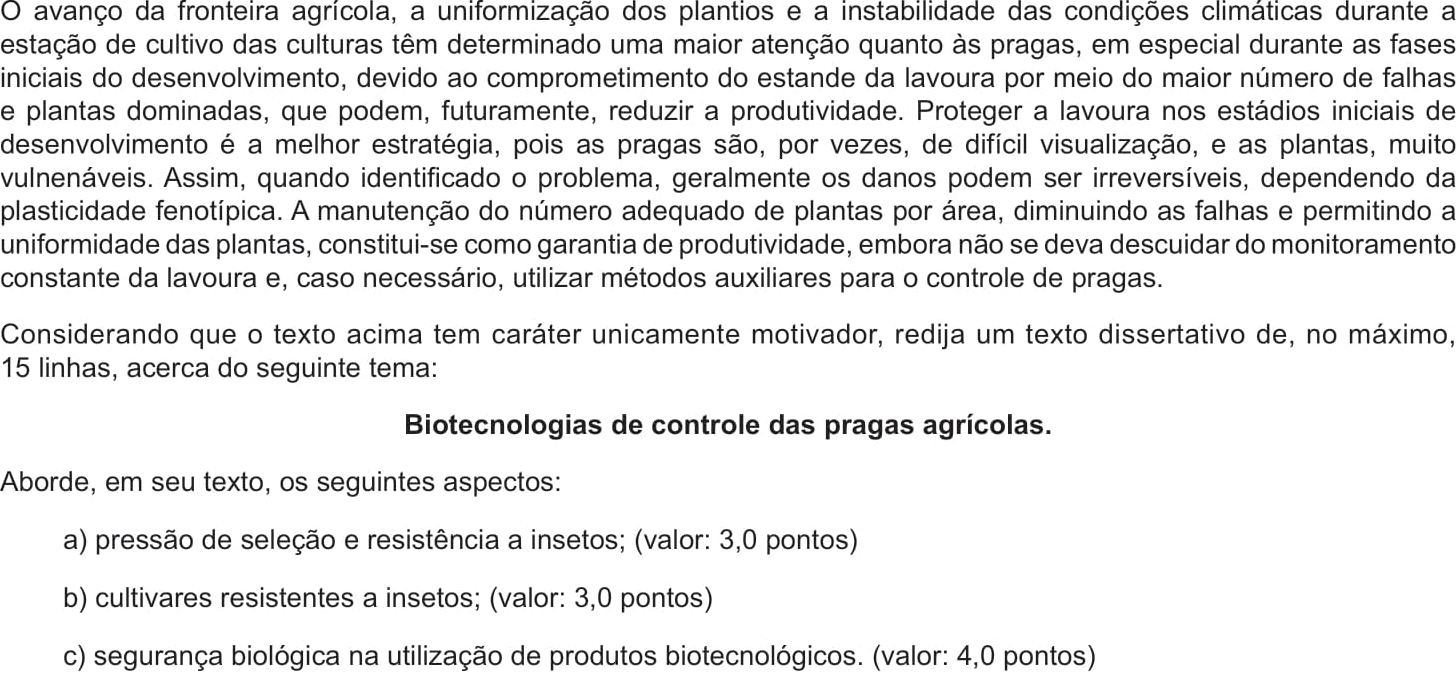 O avanço da fronteira agrícola, a uniformização dos plantios e a instabilidade das condições climáticas durante a
estação de cultivo das culturas têm determinado uma maior atenção quanto às pragas, em especial durante as fases
iniciais do desenvolvimento, devido ao comprometimento do estande da lavoura por meio do maior número de falhas
e plantas dominadas, que podem, futuramente, reduzir a produtividade. Proteger a lavoura nos estádios iniciais de
desenvolvimento é a melhor estratégia, pois as pragas são, por vezes, de difícil visualização, e as plantas, muito
vulnenáveis. Assim, quando identificado o problema, geralmente os danos podem ser irreversíveis, dependendo da
plasticidade fenotípica. A manutenção do número adequado de plantas por área, diminuindo as falhas e permitindo a
uniformidade das plantas, constitui-se como garantia de produtividade, embora não se deva descuidar do monitoramento
constante da lavoura e, caso necessário, utilizar métodos auxiliares para o controle de pragas.
Considerando que o texto acima tem caráter unicamente motivador, redija um texto dissertativo de, no máximo,
15 linhas, acerca do seguinte tema:
Biotecnologias de controle das pragas agrícolas.
Aborde, em seu texto, os seguintes aspectos:
a) pressão de seleção e resistência a insetos; (valor: 3,0 pontos)
b) cultivares resistentes a insetos; (valor: 3,0 pontos)
c) segurança biológica na utilização de produtos biotecnológicos. (valor: 4,0 pontos)